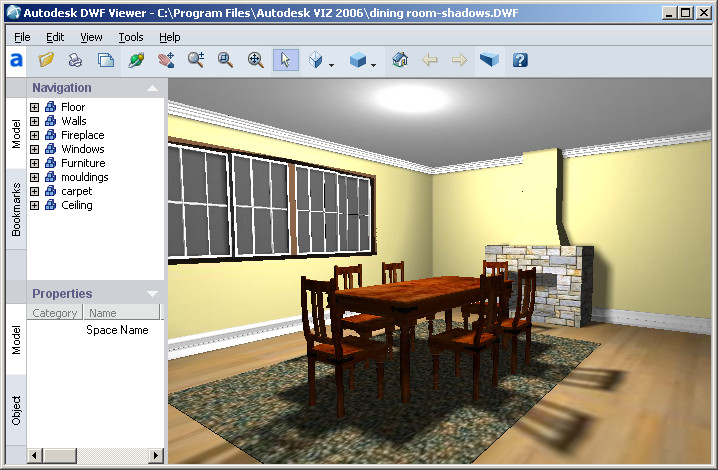 Autodesk DWF Viewer - C:\Program Files\Autodesk VIZ 2006\dining room-shadows.DWF
File Edit View Tools Help
a
Navigation
Model
Bookmarks
Floor
Walls
Fireplace
Windows
Furniture
mouldings
carpet
Ceiling
Properties
Category Name
Space Name
Model
Object